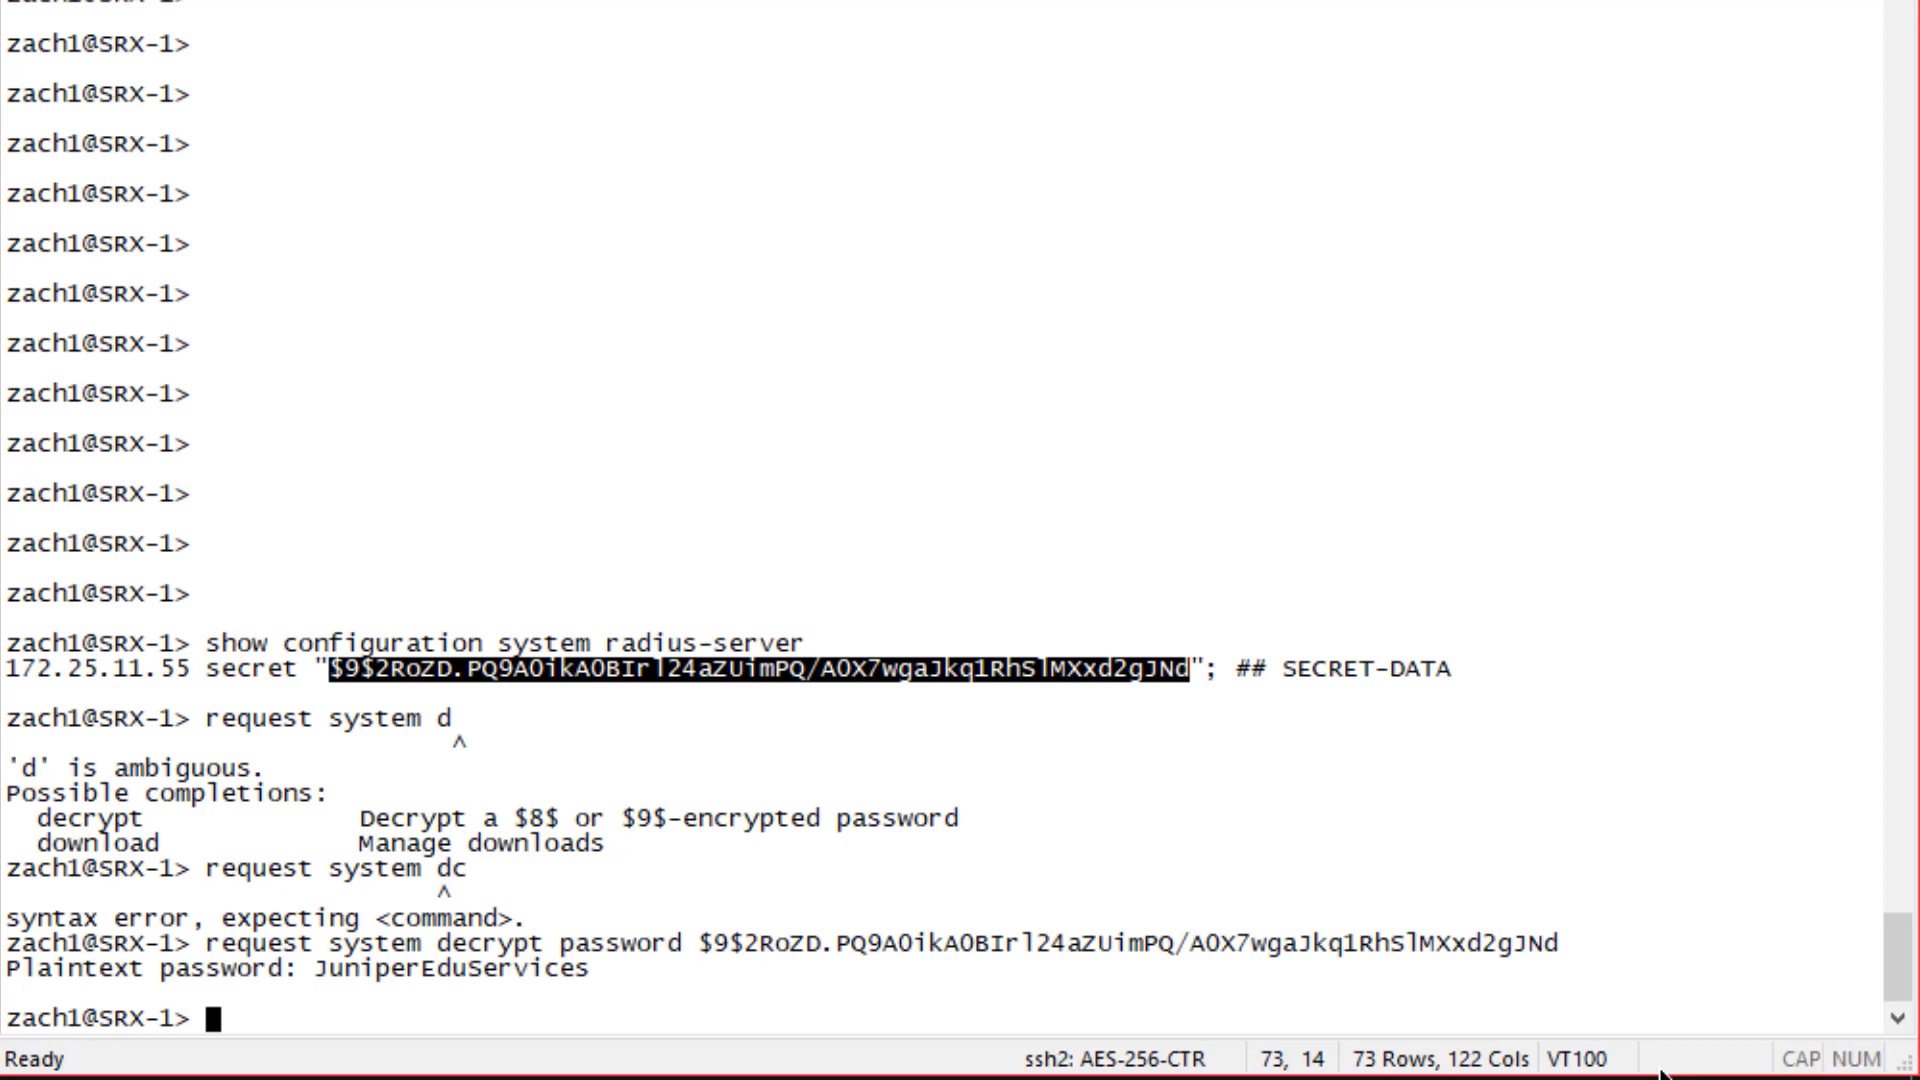 zach1@SRX-1>
zach1@SRX-1>
zach1@SRX-1>
zach1@SRX-1>
zach1@SRX-1>
zach1@SRX-1>
zach1@SRX-1>
zach1@SRX-1>
zach1@SRX-1>
zach1@SRX-1>
zach1@SRX-1>
zach1@SRX-1>
zach1@SRX-1>
zach1@SRX-1> show configuration system radius-server
172.25.11.55 secret "$9$2RoZD.PQ9A0ikA0BIrl24aZUimPQ/A0X7wgaJkq1RhSlMXxd2gJNd"; ## SECRET-DATA
zach1@SRX-1> request system d
^
'd' is ambiguous.
Possible completions:
decrypt Decrypt a $8$ or $9$-encrypted password
download Manage downloads
zach1@SRX-1> request system dc
^
syntax error, expecting <command>.
zach1@SRX-1> request system decrypt password $9$2RoZD.PQ9A0ikA0BIrl24aZUimPQ/A0X7wgaJkq1RhSlMXxd2gJNd
Plaintext password: JuniperEduServices
zach1@SRX-1>
Ready ssh2: AES-256-CTR 73, 14 73 Rows, 122 Cols VT100 CAP NUM